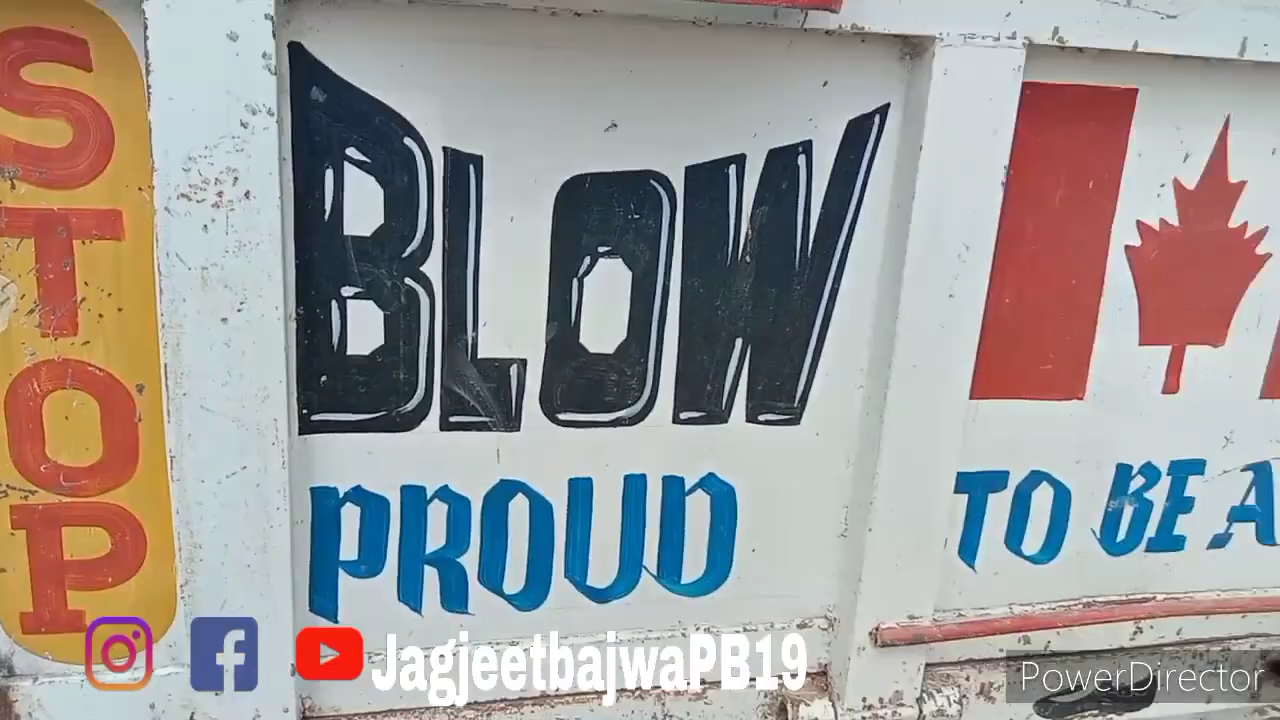 STOP
BLOW
PROUD
TO BE A
JagjeetbajwaPB19
PowerDirector